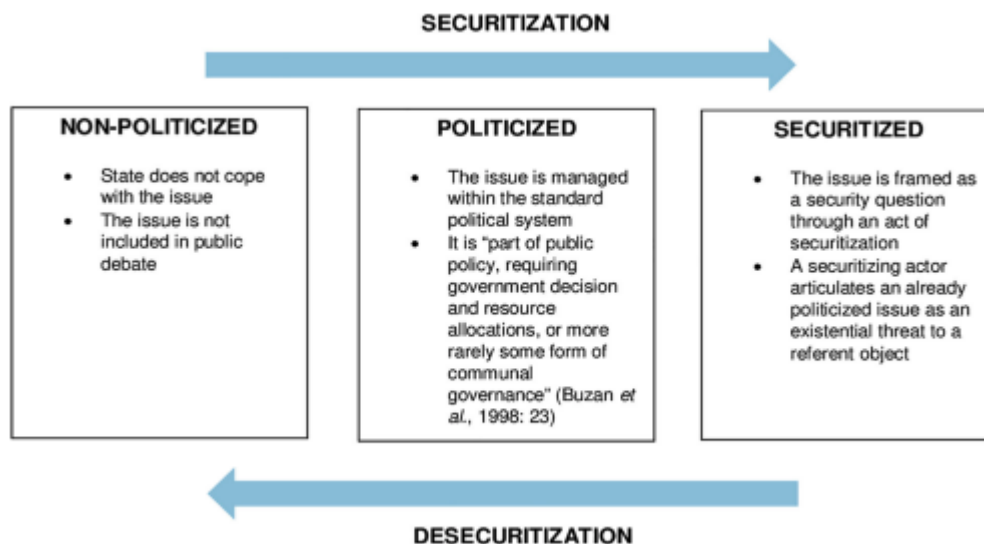 SECURITIZATION
NON-POLITICIZED
• State does not cope
with the issue
• The issue is not
included in public
debate
POLITICIZED
• The issue is managed
within the standard
political system
• It is “part of public
policy, requiring
government decision
and resource
allocations, or more
rarely some form of
communal
governance” (Buzan et
al., 1998: 23)
SECURITIZED
• The issue is framed as
a security question
through an act of
securitization
• A securitizing actor
articulates an already
politicized issue as an
existential threat to a
referent object
DESECURITIZATION